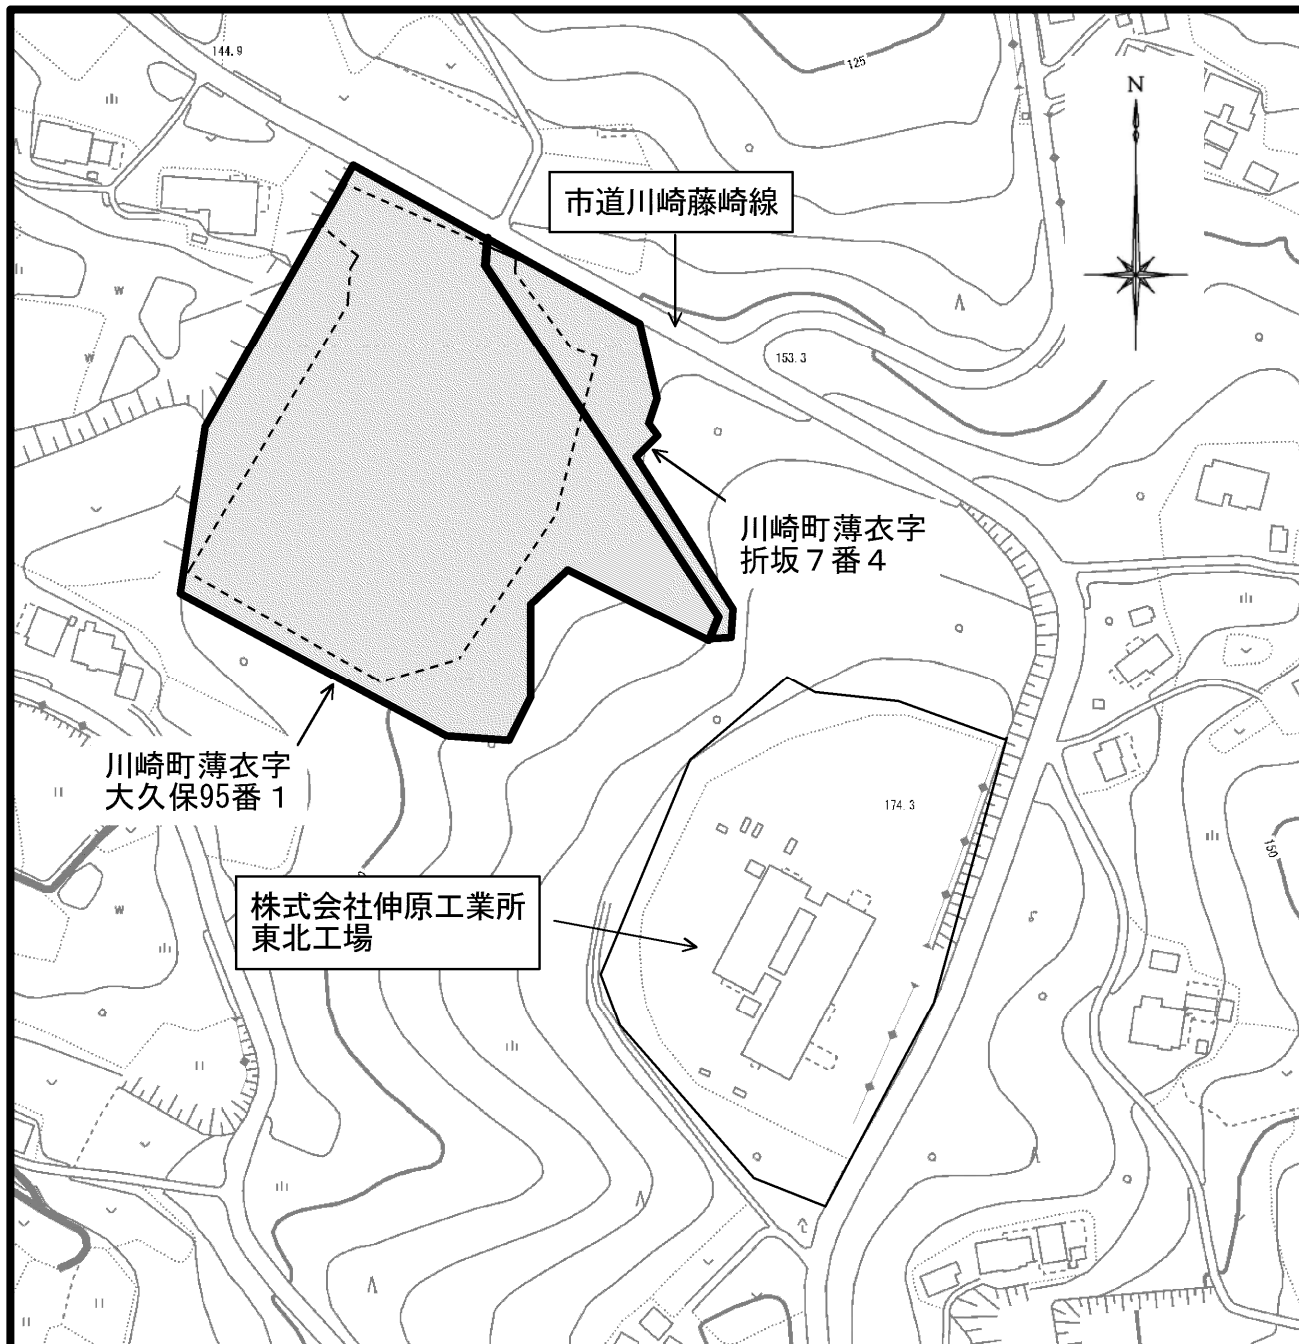 144.9
125
N
市道川崎藤崎線
153.3
川崎町薄衣字
折坂７番４
川崎町薄衣字
大久保95番１
174.3
150
株式会社伸原工業所
東北工場